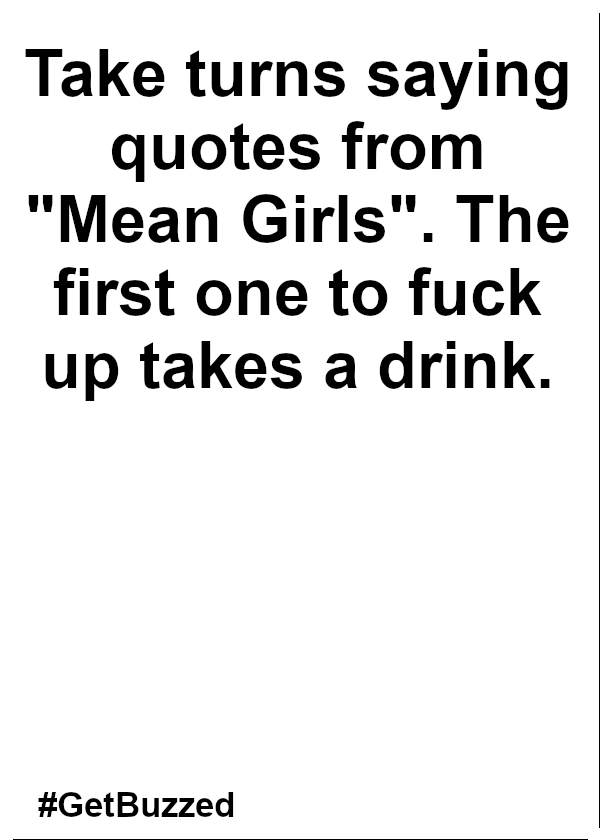 Take turns saying
quotes from
"Mean Girls". The
first one to fuck
up takes a drink.
#GetBuzzed